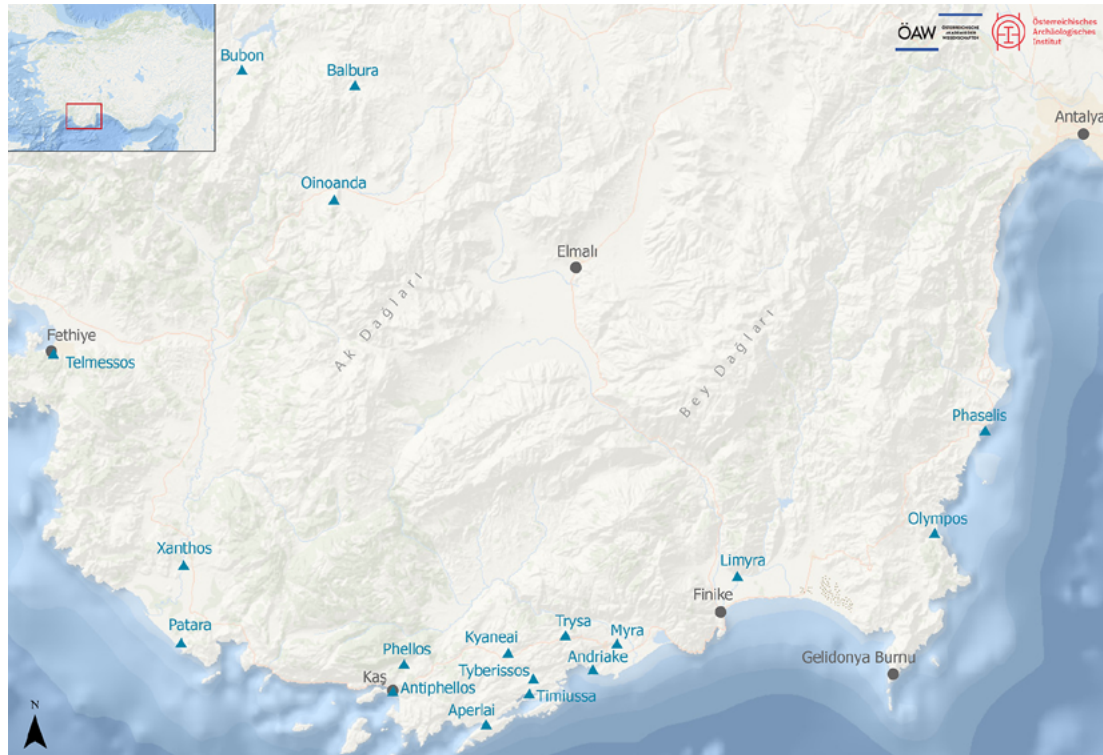 ÖAW
ÖSTERREICHISCHE
AKADEMIE DER
WISSENSCHAFTEN
Österreichisches
Archäologisches
Institut
Bubon
Balbura
Antalya
Oinoanda
Elmalı
Ak Dağları
Bey Dağları
Fethiye
Telmessos
Phaselis
Olympos
Xanthos
Limyra
Finike
Patara
Trysa
Myra
Kyaneai
Phellos
Andriake
Tyberissos
Gelidonya Burnu
Kaş
Antiphellos
Timiussa
Aperlai
N